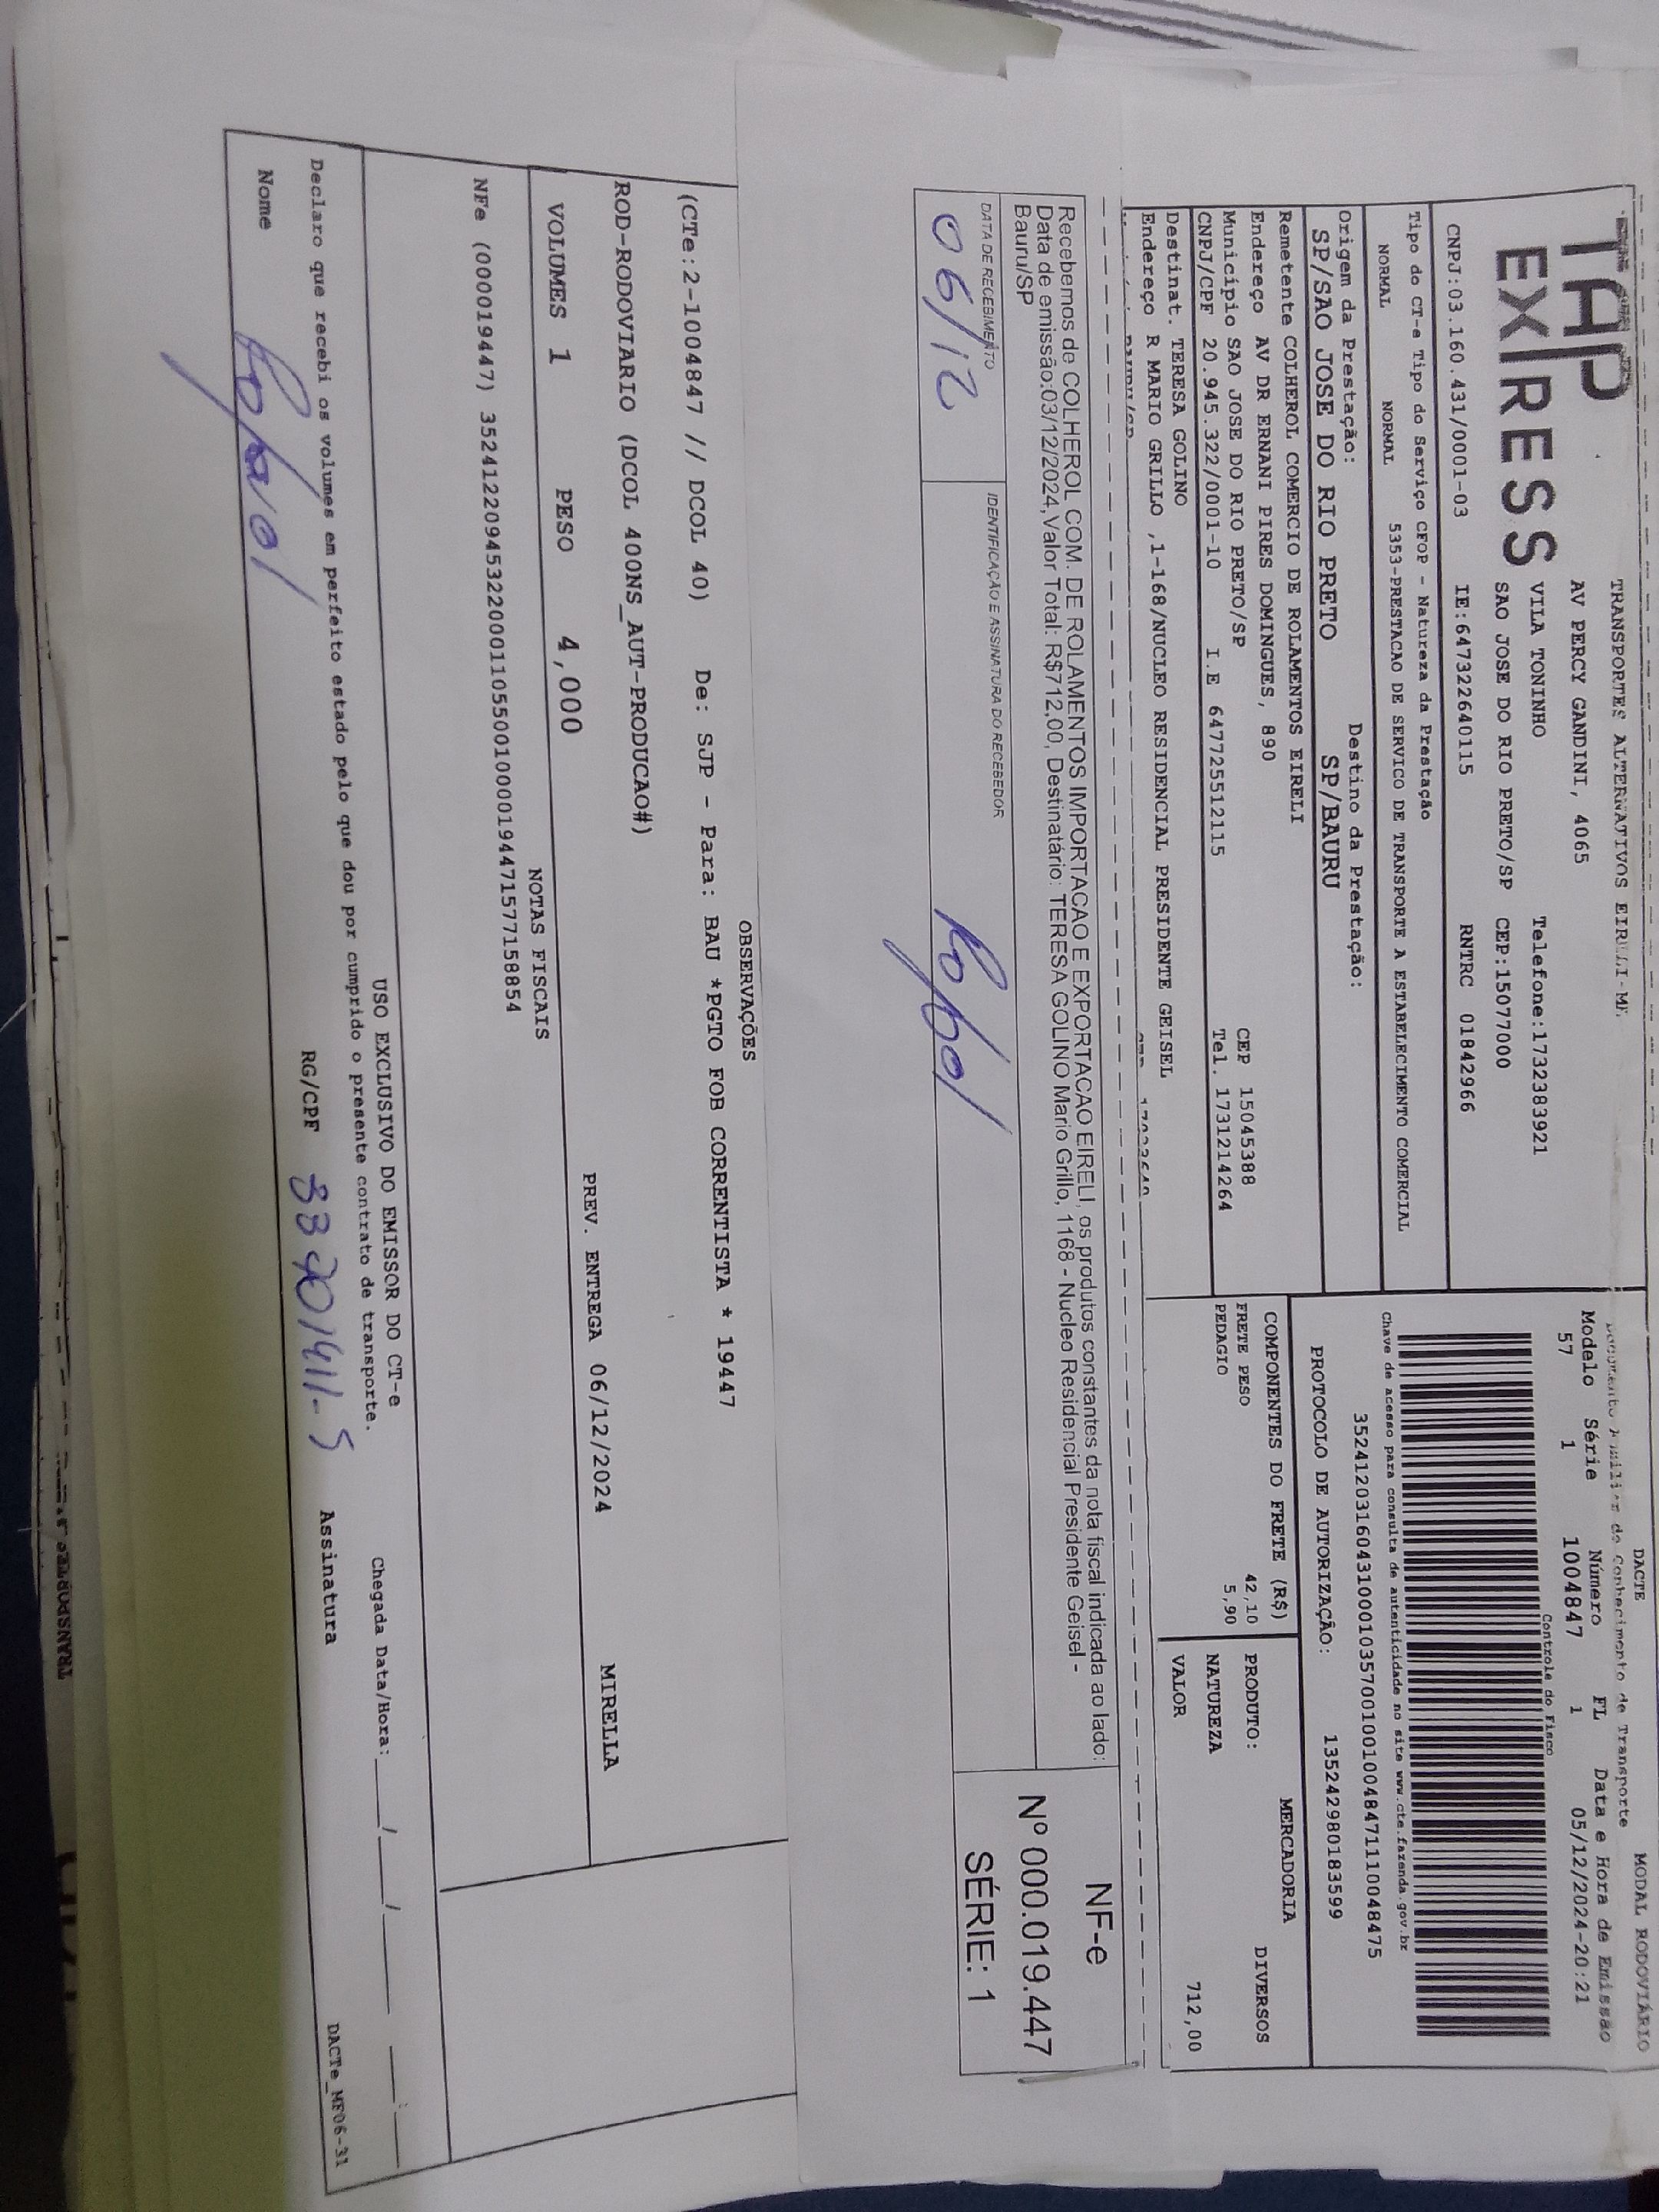 TAP
EXPRESS
TRANSPORTES ALTERNATIVOS EIRELI-ME
AV PERCY GANDINI, 4065
VILA TONINHO Telefone:1732383921
SAO JOSE DO RIO PRETO/SP CEP:15077000
CNPJ:03.160.431/0001-03 IE:647322640115 RNTRC 01842966
DACTE MODAL RODOVIÁRIO
Documento Auxiliar do Conhecimento de Transporte
Modelo Série Número FL Data e Hora de Emissão
57 1 1004847 1 05/12/2024-20:21
Controle do Fisco
Chave de acesso para consulta de autenticidade no site www.cte.fazenda.gov.br
35241203160431000103570010010048471110048475
PROTOCOLO DE AUTORIZAÇÃO: 135242980183599
Tipo do CT-e Tipo do Serviço CFOP - Natureza da Prestação
NORMAL NORMAL 5353-PRESTACAO DE SERVICO DE TRANSPORTE A ESTABELECIMENTO COMERCIAL
Origem da Prestação: Destino da Prestação:
SP/SAO JOSE DO RIO PRETO SP/BAURU
Remetente COLHEROL COMERCIO DE ROLAMENTOS EIRELI
Endereço AV DR ERNANI PIRES DOMINGUES, 890 CEP 15045388
Município SAO JOSE DO RIO PRETO/SP Tel. 1731214264
CNPJ/CPF 20.945.322/0001-10 I.E 647725512115
Destinat. TERESA GOLINO
Endereço R MARIO GRILLO ,1-168/NUCLEO RESIDENCIAL PRESIDENTE GEISEL
COMPONENTES DO FRETE (R$)
FRETE PESO 42,10
PEDAGIO 5,90
MERCADORIA
PRODUTO: DIVERSOS
NATUREZA
VALOR 712,00
Recebemos de COLHEROL COM. DE ROLAMENTOS IMPORTACAO E EXPORTACAO EIRELI, os produtos constantes da nota fiscal indicada ao lado:
Data de emissão:03/12/2024,Valor Total: R$712,00, Destinatário: TERESA GOLINO Mario Grillo, 1168 - Nucleo Residencial Presidente Geisel -
Bauru/SP
DATA DE RECEBIMENTO IDENTIFICAÇÃO E ASSINATURA DO RECEBEDOR
06/12
NF-e
Nº 000.019.447
SÉRIE: 1
OBSERVAÇÕES
(CTe:2-1004847 // DCOL 40) De: SJP - Para: BAU *PGTO FOB CORRENTISTA * 19447
ROD-RODOVIARIO (DCOL 400NS_AUT-PRODUCAO#)
PREV. ENTREGA 06/12/2024 MIRELLA
VOLUMES 1 PESO 4,000
NOTAS FISCAIS
NFe (000019447) 35241220945322000110550010000194471577158854
USO EXCLUSIVO DO EMISSOR DO CT-e
Declaro que recebi os volumes em perfeito estado pelo que dou por cumprido o presente contrato de transporte.
Chegada Data/Hora:___/___/___ ___:___
Nome RG/CPF Assinatura
DACTe_MF06-31